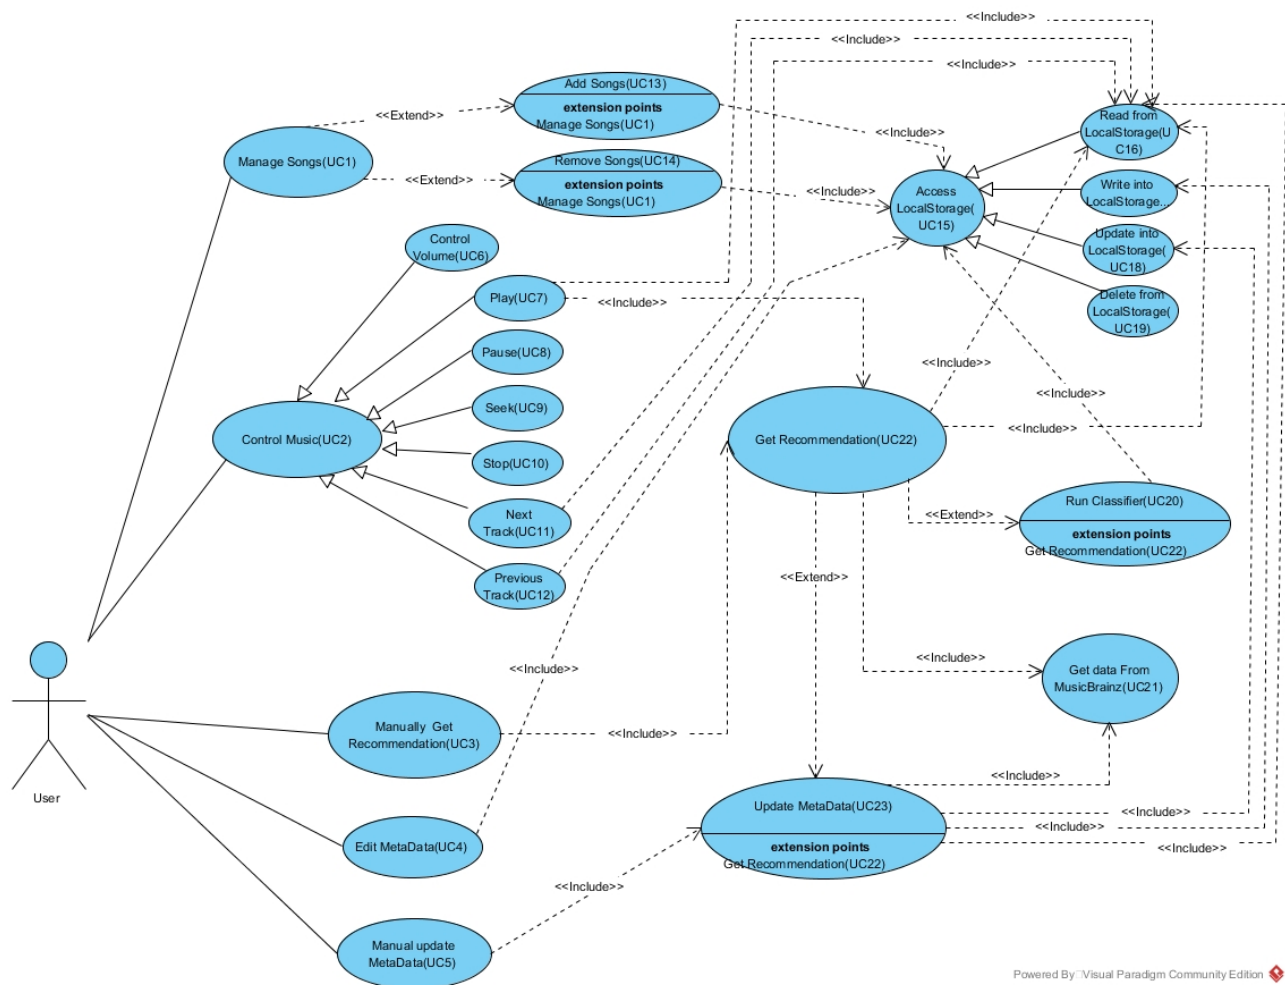 <<Include>>
<<Include>>
<<Include>>
Add Songs(UC13)
extension points
Manage Songs(UC1)
<<Extend>>
Manage Songs(UC1)
<<Include>>
Read from
LocalStorage(U
C16)
Remove Songs(UC14)
extension points
Manage Songs(UC1)
<<Extend>>
<<Include>>
Access
LocalStorage(
UC15)
Write into
LocalStorage...
Update into
LocalStorage(
UC18)
Delete from
LocalStorage(
UC19)
Control
Volume(UC6)
Play(UC7)
<<Include>>
Pause(UC8)
Seek(UC9)
Stop(UC10)
Next
Track(UC11)
Previous
Track(UC12)
Control Music(UC2)
<<Include>>
<<Include>>
<<Include>>
Get Recommendation(UC22)
<<Extend>>
Run Classifier(UC20)
extension points
Get Recommendation(UC22)
<<Extend>>
<<Include>>
<<Include>>
Get data From
MusicBrainz(UC21)
User
Manually Get
Recommendation(UC3)
<<Include>>
<<Include>>
Update MetaData(UC23)
extension points
Get Recommendation(UC22)
<<Include>>
<<Include>>
<<Include>>
Edit MetaData(UC4)
<<Include>>
Manual update
MetaData(UC5)
Powered By Visual Paradigm Community Edition